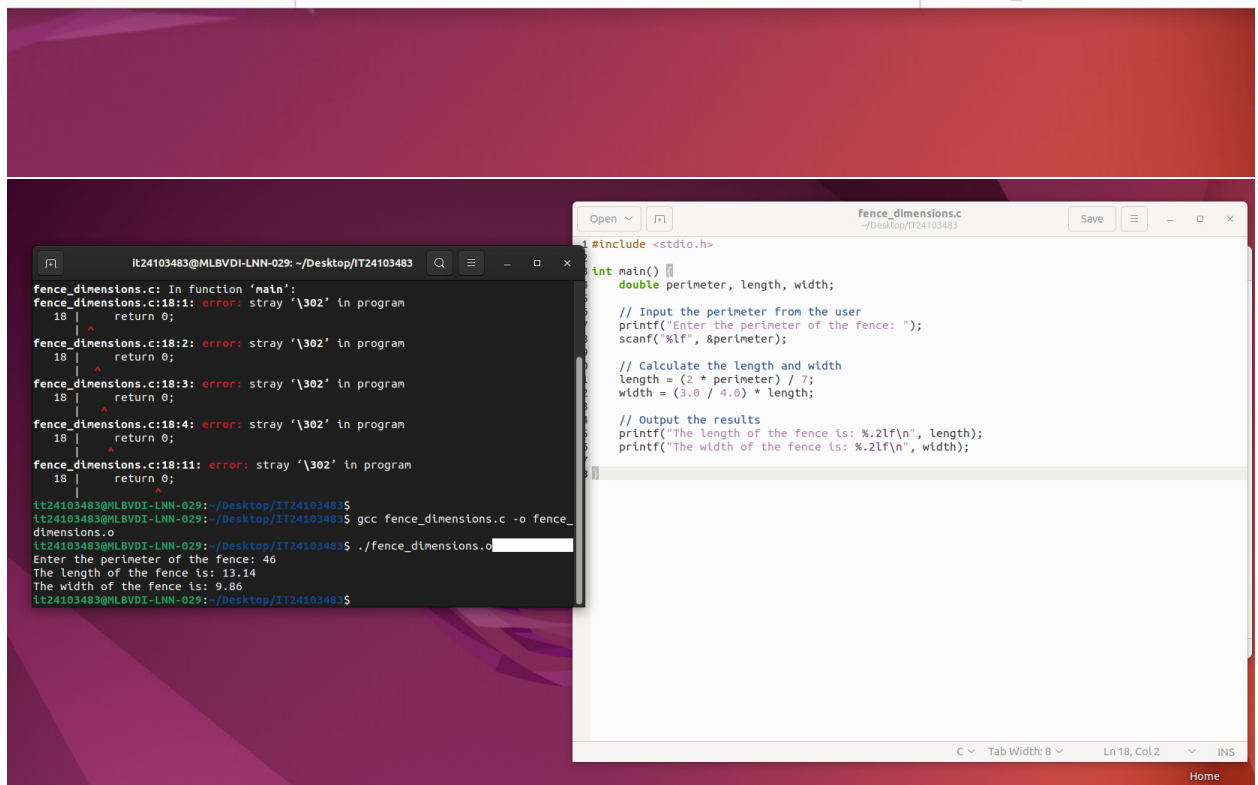 Open
fence_dimensions.c
~/Desktop/IT24103483
Save
1 #include <stdio.h>
int main() {
double perimeter, length, width;
// Input the perimeter from the user
printf("Enter the perimeter of the fence: ");
scanf("%lf", &perimeter);
// Calculate the length and width
length = (2 * perimeter) / 7;
width = (3.0 / 4.0) * length;
// Output the results
printf("The length of the fence is: %.2lf\n", length);
printf("The width of the fence is: %.2lf\n", width);
}
C Tab Width: 8 Ln 18, Col 2 INS
it24103483@MLBVDI-LNN-029: ~/Desktop/IT24103483
fence_dimensions.c: In function ‘main’:
fence_dimensions.c:18:1: error: stray ‘\302’ in program
18 | return 0;
| ^
fence_dimensions.c:18:2: error: stray ‘\302’ in program
18 | return 0;
| ^
fence_dimensions.c:18:3: error: stray ‘\302’ in program
18 | return 0;
| ^
fence_dimensions.c:18:4: error: stray ‘\302’ in program
18 | return 0;
| ^
fence_dimensions.c:18:11: error: stray ‘\302’ in program
18 | return 0;
| ^
it24103483@MLBVDI-LNN-029:~/Desktop/IT24103483$
it24103483@MLBVDI-LNN-029:~/Desktop/IT24103483$ gcc fence_dimensions.c -o fence_
dimensions.o
it24103483@MLBVDI-LNN-029:~/Desktop/IT24103483$ ./fence_dimensions.o
Enter the perimeter of the fence: 46
The length of the fence is: 13.14
The width of the fence is: 9.86
it24103483@MLBVDI-LNN-029:~/Desktop/IT24103483$
Home